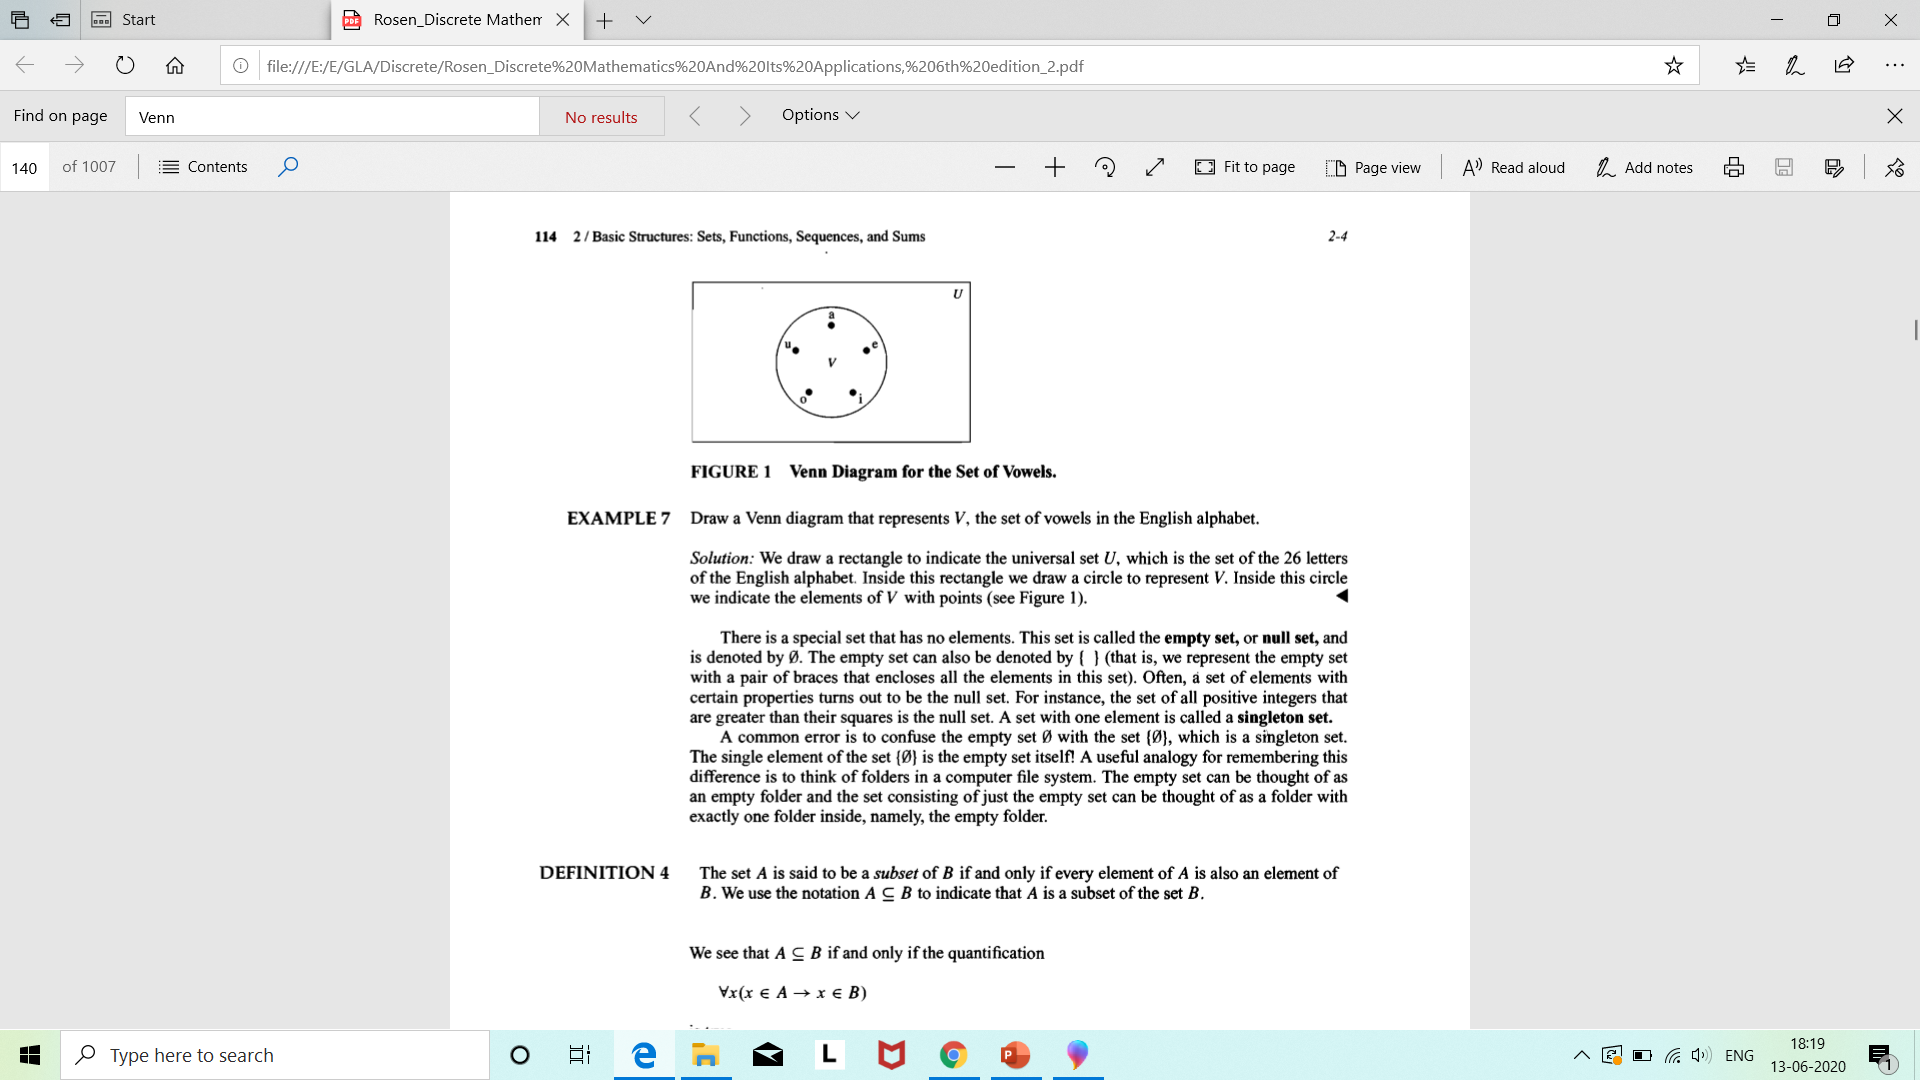 Start
Rosen_Discrete Mathem
file:///E:/E/GLA/Discrete/Rosen_Discrete%20Mathematics%20And%20Its%20Applications,%206th%20edition_2.pdf
Find on page
Venn
No results
Options
140 of 1007
Contents
Fit to page
Page view
Read aloud
Add notes
114 2 / Basic Structures: Sets, Functions, Sequences, and Sums 2-4
U
a
u
e
V
o
i
FIGURE 1 Venn Diagram for the Set of Vowels.
EXAMPLE 7 Draw a Venn diagram that represents V, the set of vowels in the English alphabet.
Solution: We draw a rectangle to indicate the universal set U, which is the set of the 26 letters
of the English alphabet. Inside this rectangle we draw a circle to represent V. Inside this circle
we indicate the elements of V with points (see Figure 1).
There is a special set that has no elements. This set is called the empty set, or null set, and
is denoted by Ø. The empty set can also be denoted by { } (that is, we represent the empty set
with a pair of braces that encloses all the elements in this set). Often, a set of elements with
certain properties turns out to be the null set. For instance, the set of all positive integers that
are greater than their squares is the null set. A set with one element is called a singleton set.
A common error is to confuse the empty set Ø with the set {Ø}, which is a singleton set.
The single element of the set {Ø} is the empty set itself! A useful analogy for remembering this
difference is to think of folders in a computer file system. The empty set can be thought of as
an empty folder and the set consisting of just the empty set can be thought of as a folder with
exactly one folder inside, namely, the empty folder.
DEFINITION 4 The set A is said to be a subset of B if and only if every element of A is also an element of
B. We use the notation A ⊆ B to indicate that A is a subset of the set B.
We see that A ⊆ B if and only if the quantification
∀x(x ∈ A → x ∈ B)
Type here to search
ENG
18:19
13-06-2020
1